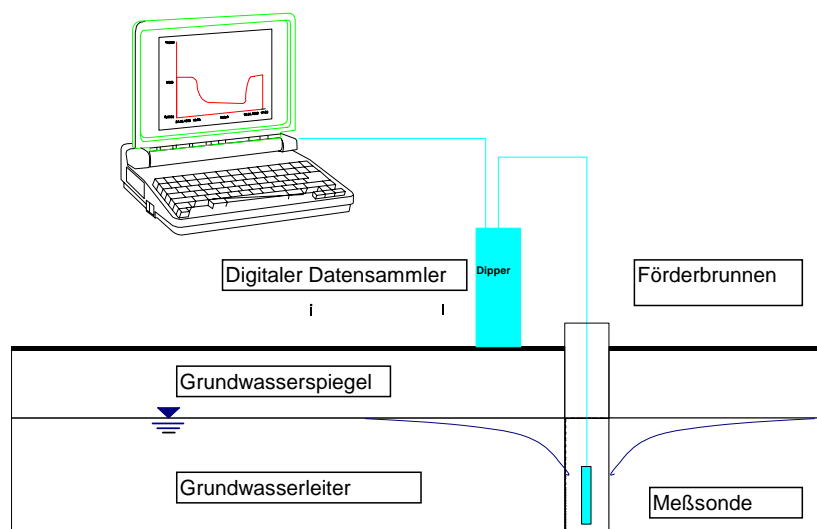 Digitaler Datensammler
Dipper
Förderbrunnen
i l
Grundwasserspiegel
Grundwasserleiter
Meßsonde